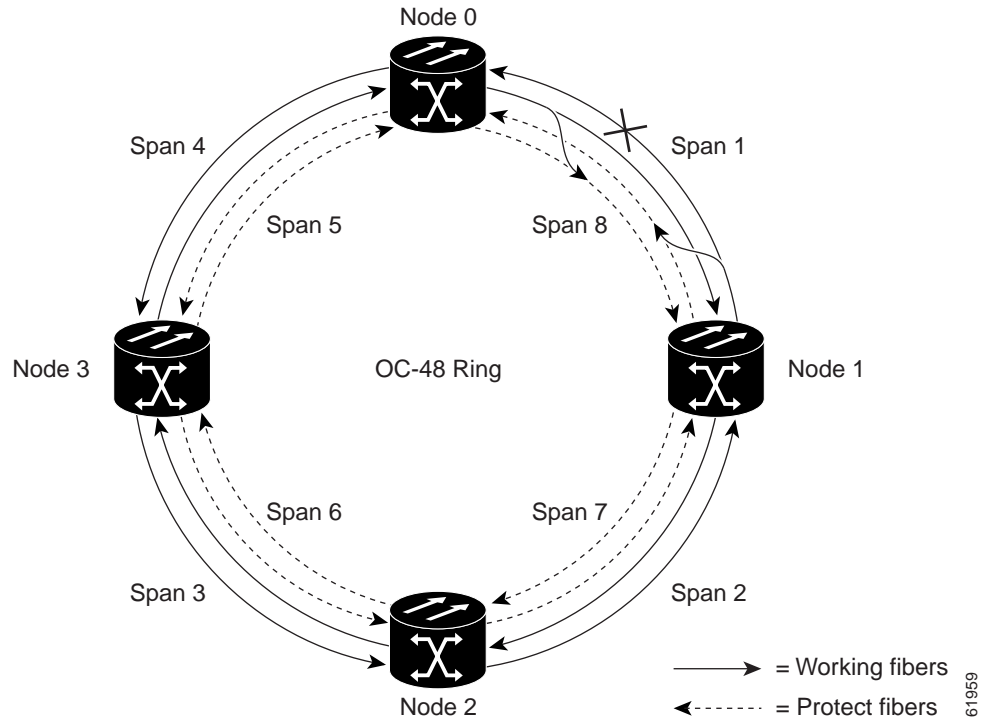 Node 0
Span 4
Span 1
Span 5
Span 8
Node 3
OC-48 Ring
Node 1
Span 6
Span 7
Span 3
Span 2
Node 2
= Working fibers
= Protect fibers
61959